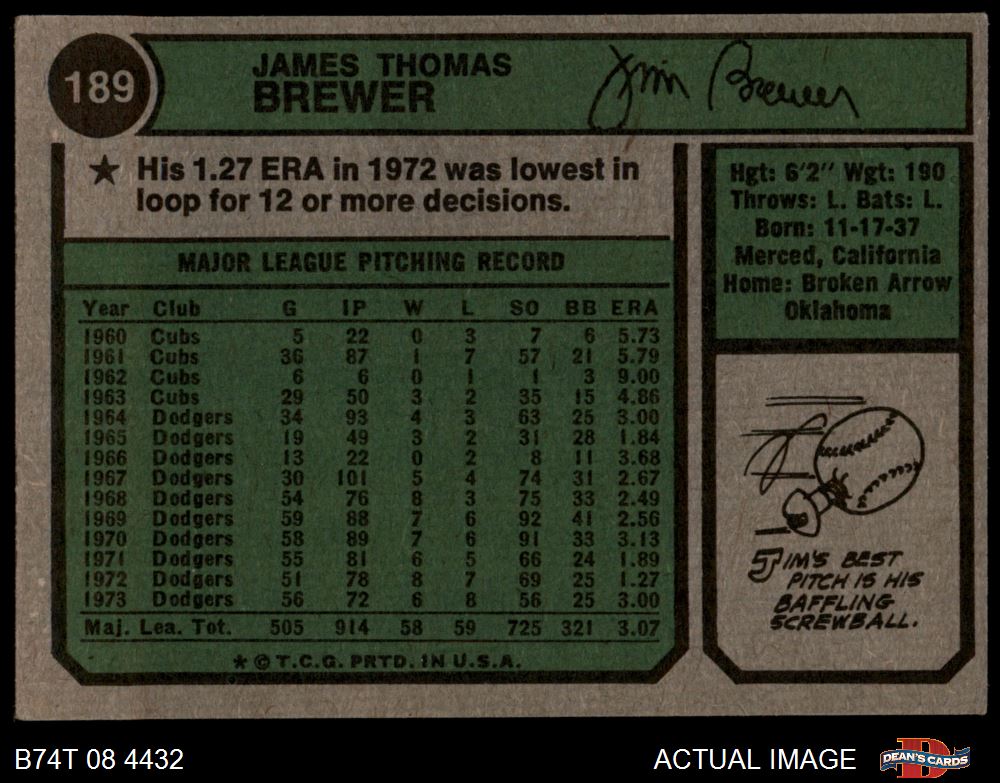 189
JAMES THOMAS
BREWER
Jim Brewer
★ His 1.27 ERA in 1972 was lowest in
loop for 12 or more decisions.
MAJOR LEAGUE PITCHING RECORD
Year Club G IP W L SO BB ERA
1960 Cubs 5 22 0 3 7 6 5.73
1961 Cubs 36 87 1 7 57 21 5.79
1962 Cubs 6 6 0 1 1 3 9.00
1963 Cubs 29 50 3 2 35 15 4.86
1964 Dodgers 34 93 4 3 63 25 3.00
1965 Dodgers 19 49 3 2 31 28 1.84
1966 Dodgers 13 22 0 2 8 11 3.68
1967 Dodgers 30 101 5 4 74 31 2.67
1968 Dodgers 54 76 8 3 75 33 2.49
1969 Dodgers 59 88 7 6 92 41 2.56
1970 Dodgers 58 89 7 6 91 33 3.13
1971 Dodgers 55 81 6 5 66 24 1.89
1972 Dodgers 51 78 8 7 69 25 1.27
1973 Dodgers 56 72 6 8 56 25 3.00
Maj. Lea. Tot. 505 914 58 59 725 321 3.07
★ © T.C.G. PRTD. IN U.S.A.
Hgt: 6'2" Wgt: 190
Throws: L. Bats: L.
Born: 11-17-37
Merced, California
Home: Broken Arrow
Oklahoma
JIM'S BEST
PITCH IS HIS
BAFFLING
SCREWBALL.
B74T 08 4432
ACTUAL IMAGE
DEAN'S CARDS